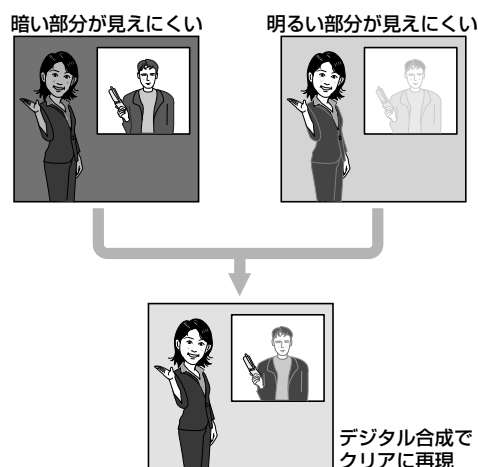 暗い部分が見えにくい
明るい部分が見えにくい
デジタル合成で
クリアに再現